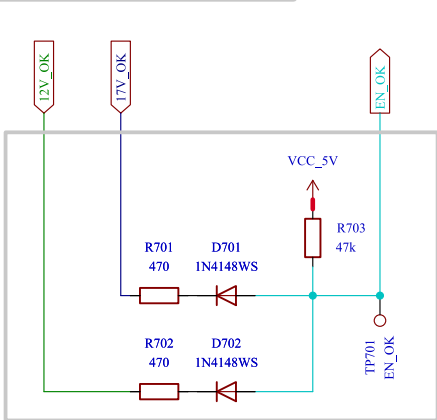 12V_OK
17V_OK
EN_OK
VCC_5V
R703
47k
R701
470
D701
1N4148WS
R702
470
D702
1N4148WS
TP701
EN_OK